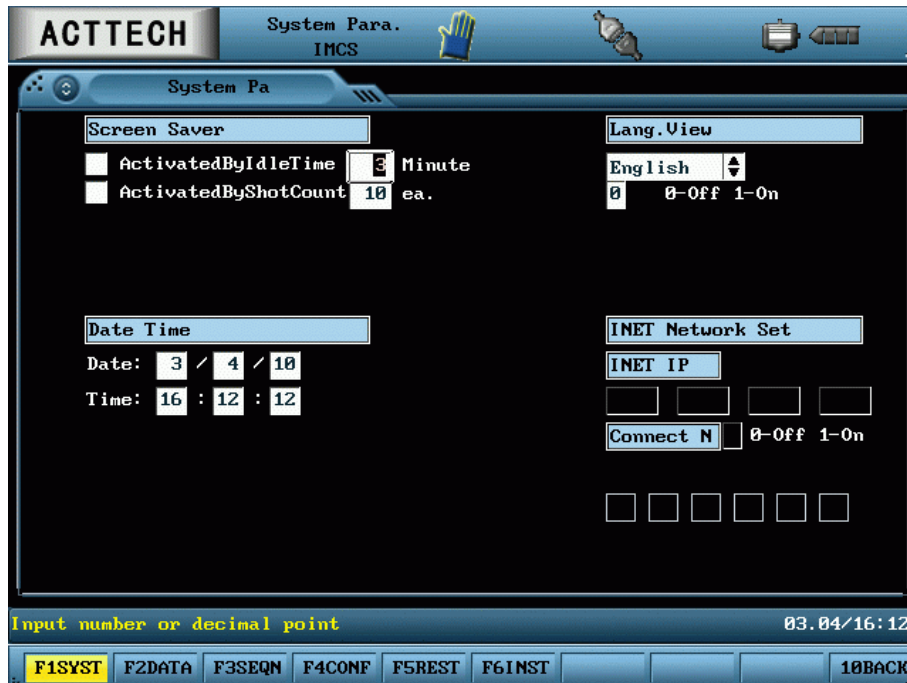 ACTTECH
System Para.
IMCS
System Pa
Screen Saver
ActivatedByIdleTime 3 Minute
ActivatedByShotCount 10 ea.
Lang.View
English
0 0-Off 1-On
Date Time
Date: 3 / 4 / 10
Time: 16 : 12 : 12
INET Network Set
INET IP
Connect N 0-Off 1-On
Input number or decimal point 03.04/16:12
F1SYST F2DATA F3SEQN F4CONF F5REST F6INST 10BACK